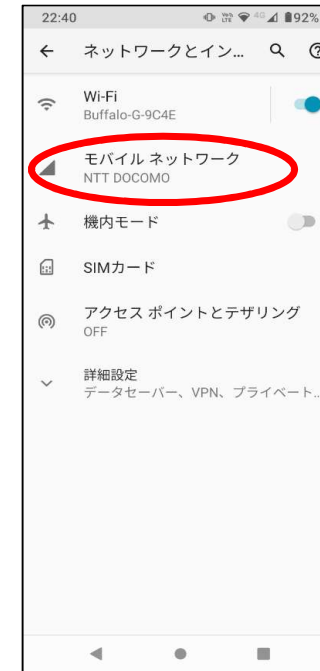 22:40 4G 92%
ネットワークとイン...
Wi-Fi
Buffalo-G-9C4E
モバイル ネットワーク
NTT DOCOMO
機内モード
SIMカード
アクセス ポイントとテザリング
OFF
詳細設定
データセーバー、VPN、プライベート...